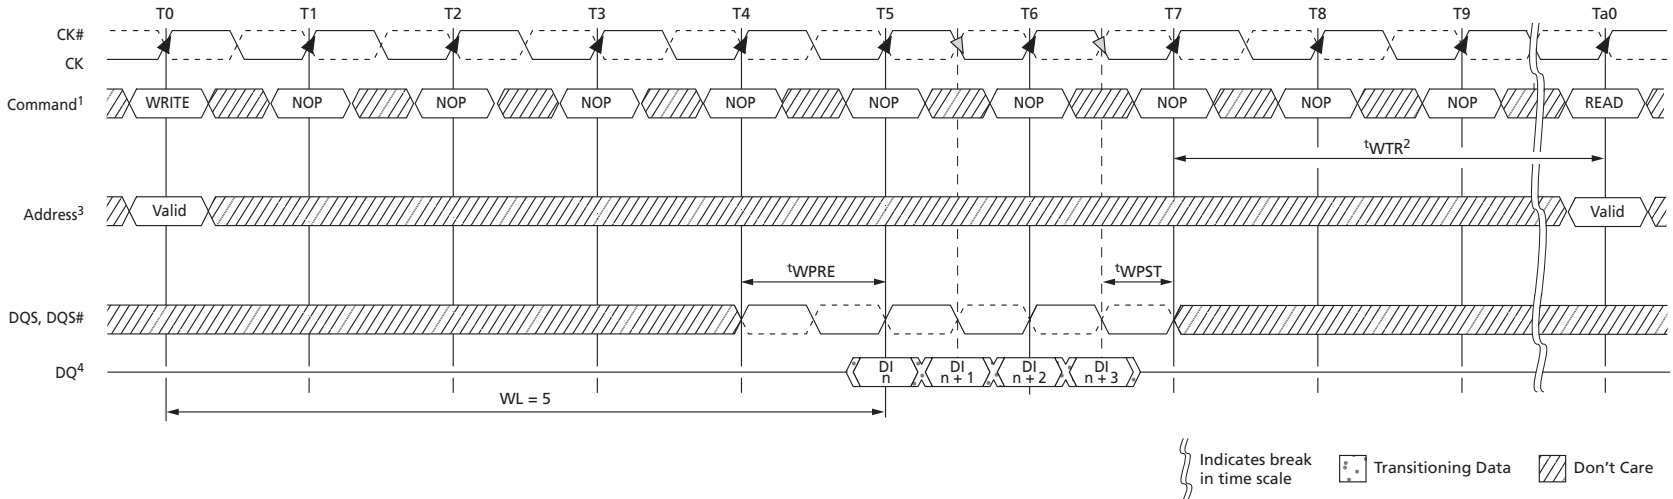 T0 T1 T2 T3 T4 T5 T6 T7 T8 T9 Ta0
CK#
CK
Command1 WRITE NOP NOP NOP NOP NOP NOP NOP NOP NOP READ
tWTR2
Address3 Valid Valid
tWPRE tWPST
DQS, DQS#
DQ4 DI n DI n + 1 DI n + 2 DI n + 3
WL = 5
Indicates break
in time scale
Transitioning Data
Don't Care